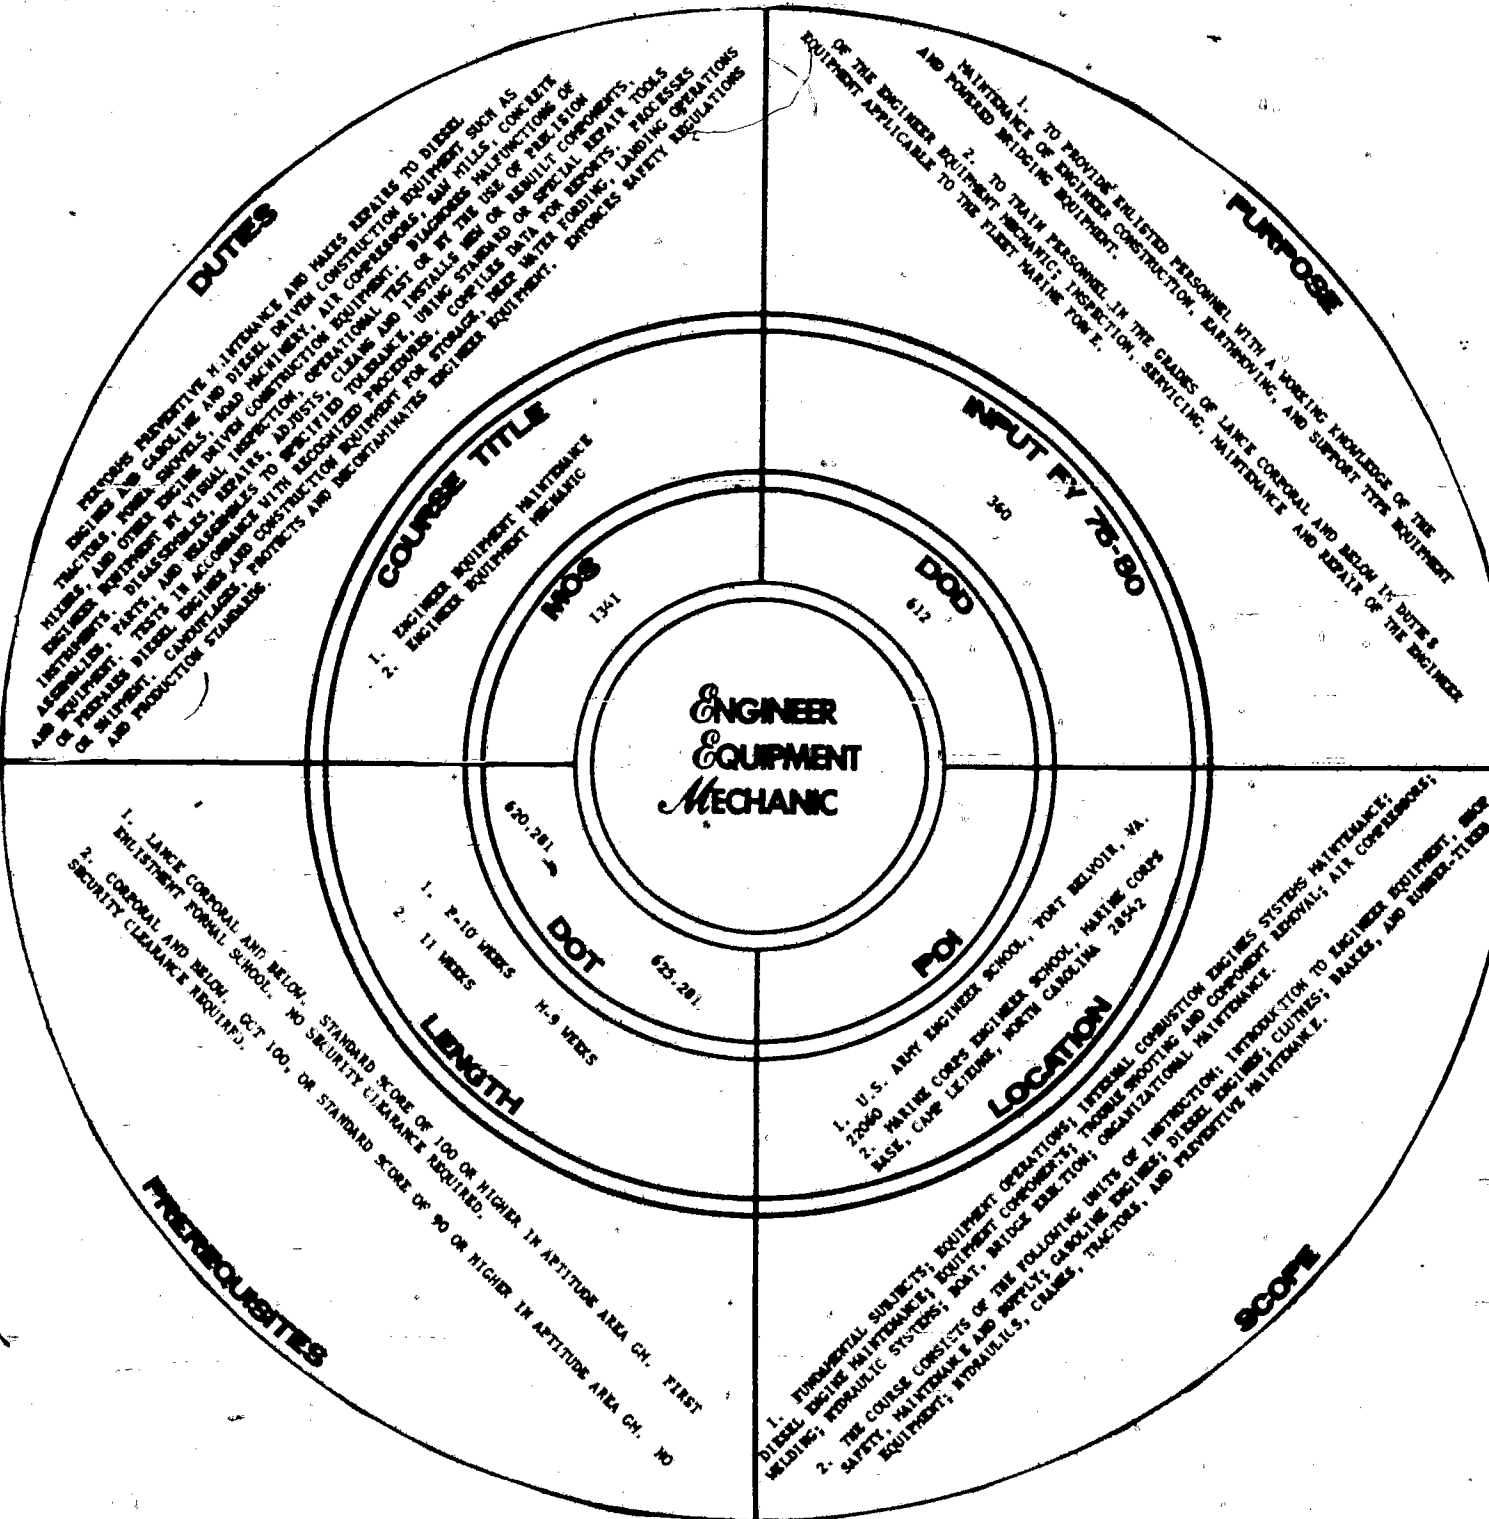 DUTIES
PERFORMS PREVENTIVE MAINTENANCE AND MAKES REPAIRS TO DIESEL
ENGINES AND GASOLINE AND DIESEL DRIVEN CONSTRUCTION EQUIPMENT SUCH AS
TRACTORS, POWER SHOVELS, ROAD MACHINERY, AIR COMPRESSORS, SAW MILLS, CONCRETE
MIXERS, AND OTHER ENGINE DRIVEN CONSTRUCTION EQUIPMENT. DIAGNOSES MALFUNCTIONS OF
ENGINEER EQUIPMENT BY VISUAL INSPECTION, OPERATIONAL TEST OR BY THE USE OF PRECISION
INSTRUMENTS. DISASSEMBLES, REPAIRS, ADJUSTS, CLEANS AND INSTALLS NEW OR REBUILT COMPONENTS,
ASSEMBLIES, PARTS, AND REASSEMBLES TO SPECIFIED TOLERANCE, USING STANDARD OR SPECIAL REPAIR TOOLS
AND EQUIPMENT. TESTS IN ACCORDANCE WITH RECOGNIZED PROCEDURES. COMPILES DATA FOR REPORTS. PROCESSES
OR PREPARES DIESEL ENGINES AND CONSTRUCTION EQUIPMENT FOR STORAGE, DEEP WATER FORDING, LANDING OPERATIONS
OR SHIPMENT. CAMOUFLAGES, PROTECTS AND DECONTAMINATES ENGINEER EQUIPMENT. ENFORCES SAFETY REGULATIONS
AND PRODUCTION STANDARDS.
PURPOSE
1. TO PROVIDE ENLISTED PERSONNEL WITH A WORKING KNOWLEDGE OF THE
MAINTENANCE OF ENGINEER CONSTRUCTION, EARTHMOVING, AND SUPPORT TYPE EQUIPMENT
AND POWERED BRIDGING EQUIPMENT.
2. TO TRAIN PERSONNEL IN THE GRADES OF LANCE CORPORAL AND BELOW IN DUTIES
OF THE ENGINEER EQUIPMENT MECHANIC; INSPECTION, SERVICING, MAINTENANCE AND REPAIR OF THE ENGINEER
EQUIPMENT APPLICABLE TO THE FLEET MARINE FORCE.
COURSE TITLE
1. ENGINEER EQUIPMENT MAINTENANCE
2. ENGINEER EQUIPMENT MECHANIC
INPUT FY 75-80
360
MOS
1341
DOD
612
ENGINEER
EQUIPMENT
MECHANIC
DOT
620.281
625.281
POI
LENGTH
1. P-10 WEEKS M-9 WEEKS
2. 11 WEEKS
LOCATION
1. U.S. ARMY ENGINEER SCHOOL, FORT BELVOIR, VA.
22060
2. MARINE CORPS ENGINEER SCHOOL, MARINE CORPS
BASE, CAMP LEJEUNE, NORTH CAROLINA 28542
PREREQUISITIES
1. LANCE CORPORAL AND BELOW. STANDARD SCORE OF 100 OR HIGHER IN APTITUDE AREA GM. FIRST
ENLISTMENT FORMAL SCHOOL. NO SECURITY CLEARANCE REQUIRED.
2. CORPORAL AND BELOW. GCT 100, OR STANDARD SCORE OF 90 OR HIGHER IN APTITUDE AREA GM. NO
SECURITY CLEARANCE REQUIRED.
SCOPE
1. FUNDAMENTAL SUBJECTS; EQUIPMENT OPERATIONS; INTERNAL COMBUSTION ENGINES SYSTEMS MAINTENANCE;
DIESEL ENGINE MAINTENANCE; EQUIPMENT COMPONENTS; TROUBLE SHOOTING AND COMPONENT REMOVAL; AIR COMPRESSORS;
WELDING; HYDRAULIC SYSTEMS; BOAT, BRIDGE ERECTION; ORGANIZATIONAL MAINTENANCE.
2. THE COURSE CONSISTS OF THE FOLLOWING UNITS OF INSTRUCTION: INTRODUCTION TO ENGINEER EQUIPMENT, SHOP
SAFETY, MAINTENANCE AND SUPPLY; GASOLINE ENGINES; DIESEL ENGINES; CLUTHES; BRAKES, AND RUBBER-TIRED
EQUIPMENT; HYDRAULICS, CRANES, TRACTORS, AND PREVENTIVE MAINTENANCE.